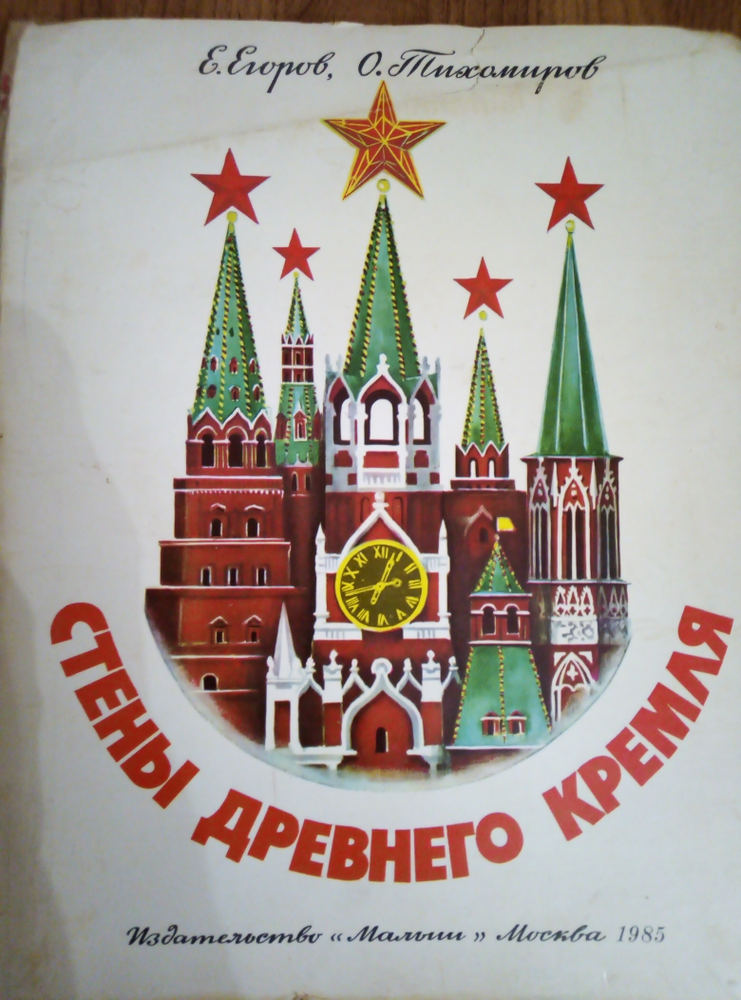 Е. Егоров, О. Тихомиров
СТЕНЫ ДРЕВНЕГО КРЕМЛЯ
Издательство «Малыш» Москва 1985